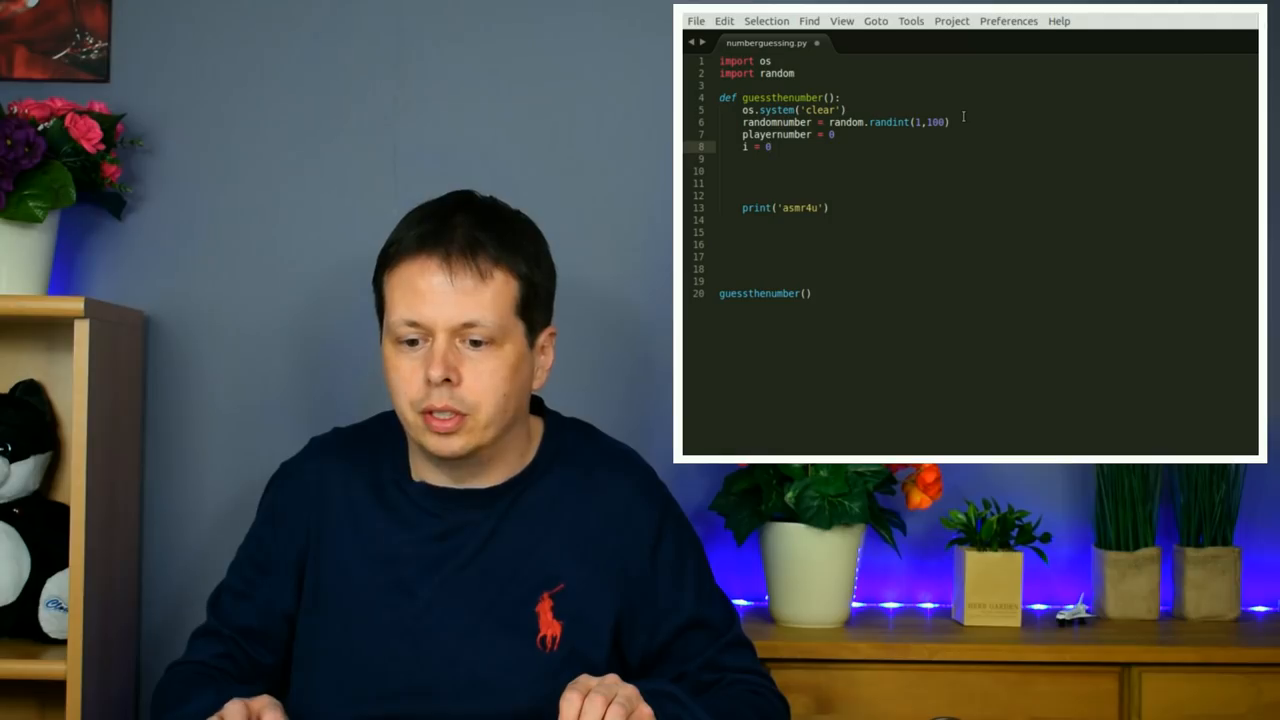 File Edit Selection Find View Goto Tools Project Preferences Help
numberguessing.py
1 import os
2 import random
3
4 def guessthenumber():
5 os.system('clear')
6 randomnumber = random.randint(1,100)
7 playernumber = 0
8 i = 0
9
10
11
12
13 print('asmr4u')
14
15
16
17
18
19
20 guessthenumber()
HERB GARDEN